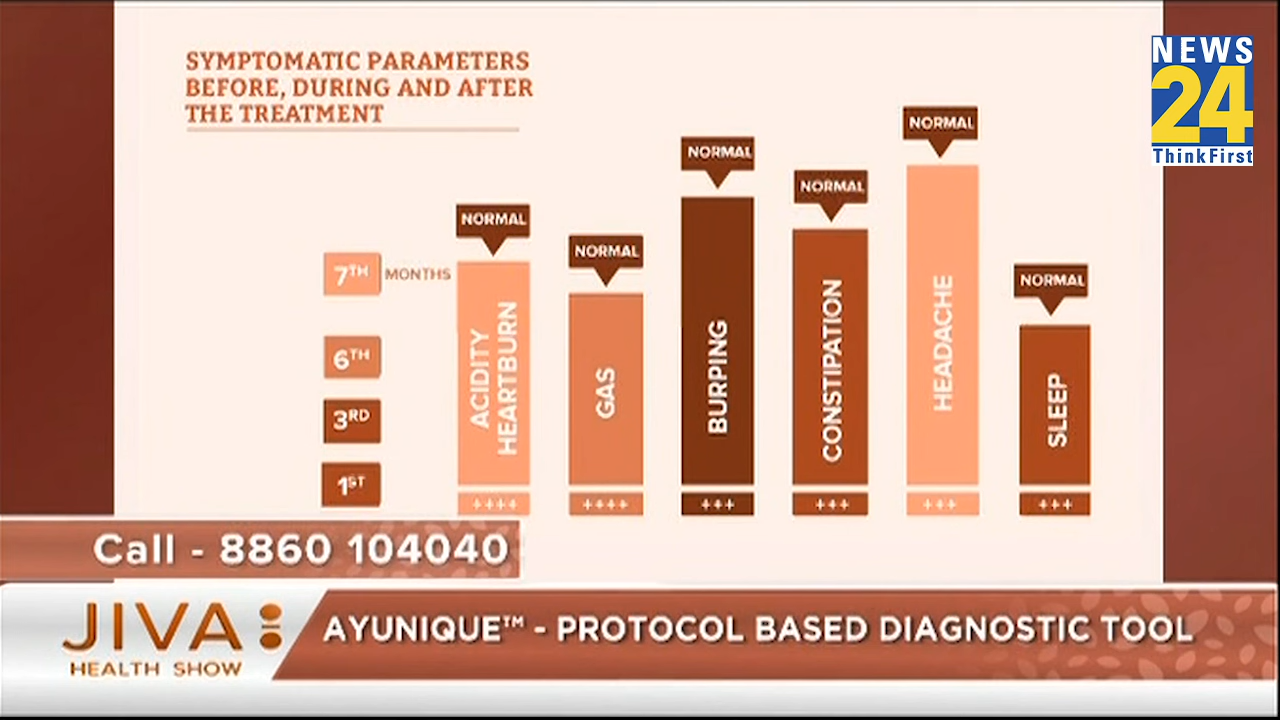 SYMPTOMATIC PARAMETERS
BEFORE, DURING AND AFTER
THE TREATMENT
NEWS
24
ThinkFirst
NORMAL
NORMAL
NORMAL
NORMAL
NORMAL
NORMAL
7TH MONTHS
6TH
3RD
1ST
ACIDITY
HEARTBURN
GAS
BURPING
CONSTIPATION
HEADACHE
SLEEP
++++
++++
+++
+++
+++
+++
Call - 8860 104040
JIVA
HEALTH SHOW
AYUNIQUE™ - PROTOCOL BASED DIAGNOSTIC TOOL